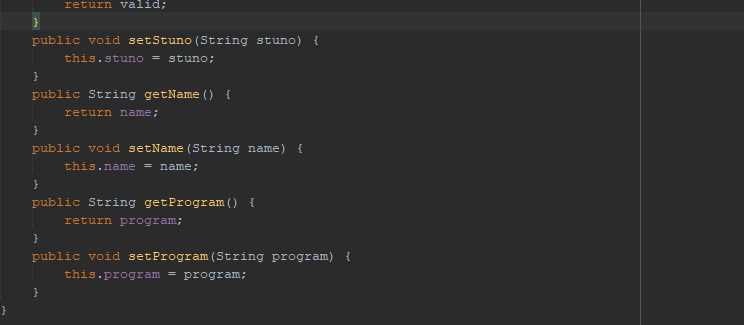 return valid;
    }
    public void setStuno(String stuno) {
        this.stuno = stuno;
    }
    public String getName() {
        return name;
    }
    public void setName(String name) {
        this.name = name;
    }
    public String getProgram() {
        return program;
    }
    public void setProgram(String program) {
        this.program = program;
    }
}